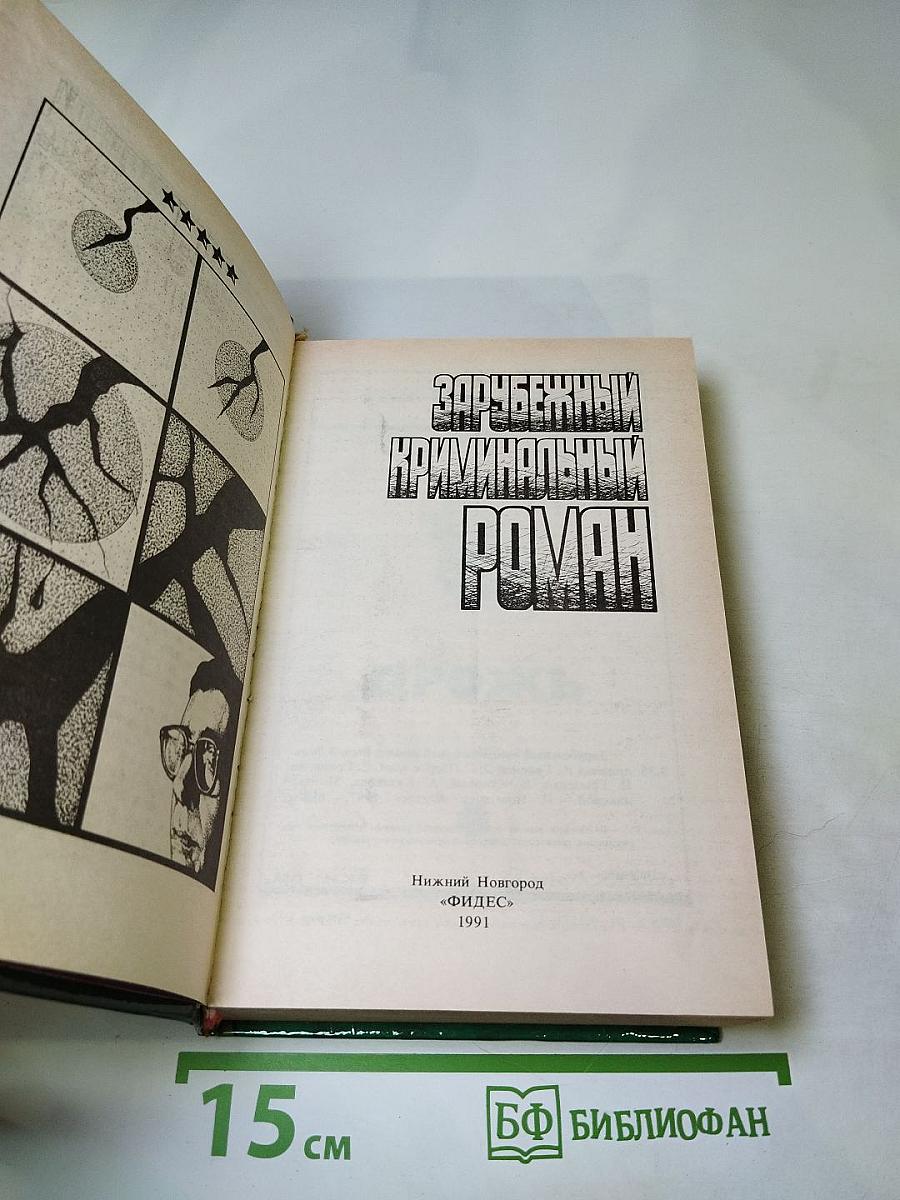 ЗАРУБЕЖНЫЙ
КРИМИНАЛЬНЫЙ
РОМАН
Нижний Новгород
«ФИДЕС»
1991
15 см
БФ БИБЛИОФАН